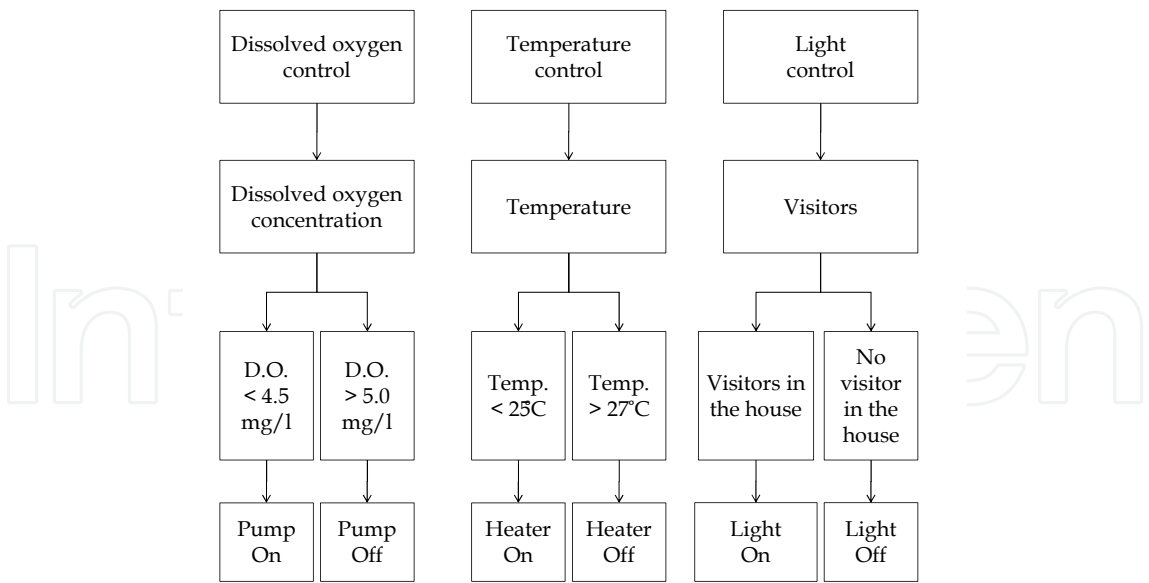 Dissolved oxygen
control
Temperature
control
Light
control
Dissolved oxygen
concentration
Temperature
Visitors
D.O.
< 4.5
mg/l
D.O.
> 5.0
mg/l
Temp.
< 25°C
Temp.
> 27°C
Visitors in
the house
No
visitor
in the
house
Pump
On
Pump
Off
Heater
On
Heater
Off
Light
On
Light
Off